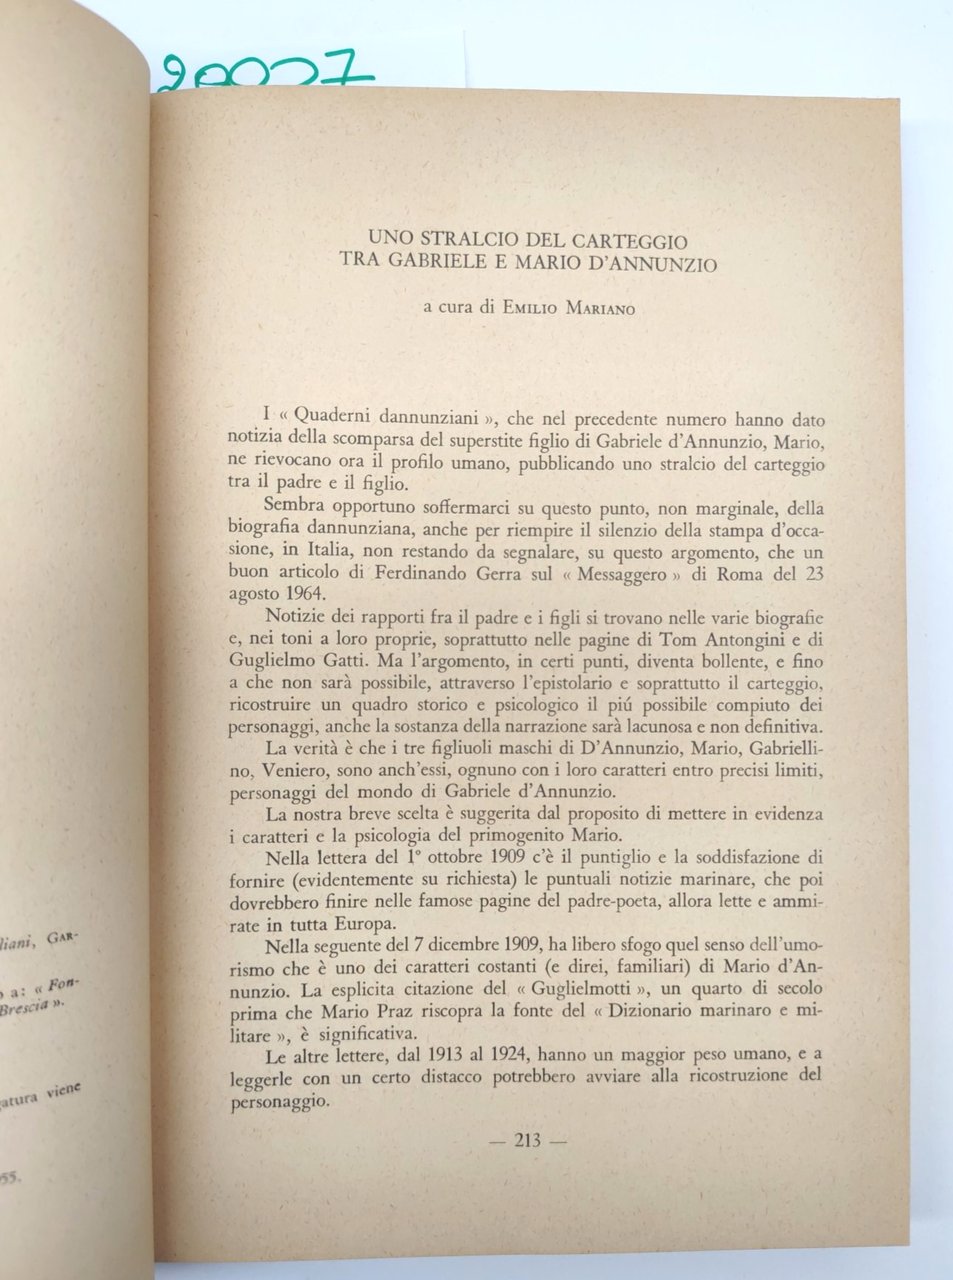 UNO STRALCIO DEL CARTEGGIO
TRA GABRIELE E MARIO D'ANNUNZIO
a cura di EMILIO MARIANO
I « Quaderni dannunziani », che nel precedente numero hanno dato
notizia della scomparsa del superstite figlio di Gabriele d'Annunzio, Mario,
ne rievocano ora il profilo umano, pubblicando uno stralcio del carteggio
tra il padre e il figlio.
Sembra opportuno soffermarci su questo punto, non marginale, della
biografia dannunziana, anche per riempire il silenzio della stampa d'occa-
sione, in Italia, non restando da segnalare, su questo argomento, che un
buon articolo di Ferdinando Gerra sul « Messaggero » di Roma del 23
agosto 1964.
Notizie dei rapporti fra il padre e i figli si trovano nelle varie biografie
e, nei toni a loro proprie, soprattutto nelle pagine di Tom Antongini e di
Guglielmo Gatti. Ma l'argomento, in certi punti, diventa bollente, e fino
a che non sarà possibile, attraverso l'epistolario e soprattutto il carteggio,
ricostruire un quadro storico e psicologico il piú possibile compiuto dei
personaggi, anche la sostanza della narrazione sarà lacunosa e non definitiva.
La verità è che i tre figliuoli maschi di D'Annunzio, Mario, Gabrielli-
no, Veniero, sono anch'essi, ognuno con i loro caratteri entro precisi limiti,
personaggi del mondo di Gabriele d'Annunzio.
La nostra breve scelta è suggerita dal proposito di mettere in evidenza
i caratteri e la psicologia del primogenito Mario.
Nella lettera del 1° ottobre 1909 c'è il puntiglio e la soddisfazione di
fornire (evidentemente su richiesta) le puntuali notizie marinare, che poi
dovrebbero finire nelle famose pagine del padre-poeta, allora lette e ammi-
rate in tutta Europa.
Nella seguente del 7 dicembre 1909, ha libero sfogo quel senso dell'umo-
rismo che è uno dei caratteri costanti (e direi, familiari) di Mario d'An-
nunzio. La esplicita citazione del « Guglielmotti », un quarto di secolo
prima che Mario Praz riscopra la fonte del « Dizionario marinaro e mi-
litare », è significativa.
Le altre lettere, dal 1913 al 1924, hanno un maggior peso umano, e a
leggerle con un certo distacco potrebbero avviare alla ricostruzione del
personaggio.
— 213 —
liani, GAR-
o a: « Fon-
Brescia ».
gatura viene
55.